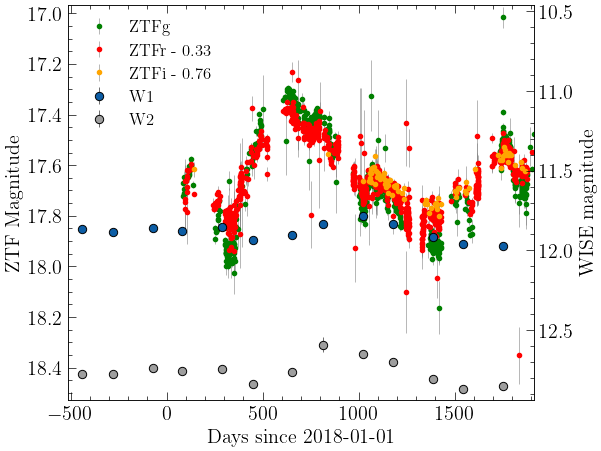 ZTFg
ZTFr - 0.33
ZTFi - 0.76
W1
W2
17.0
17.2
17.4
17.6
17.8
18.0
18.2
18.4
ZTF Magnitude
10.5
11.0
11.5
12.0
12.5
WISE magnitude
−500
0
500
1000
1500
Days since 2018-01-01